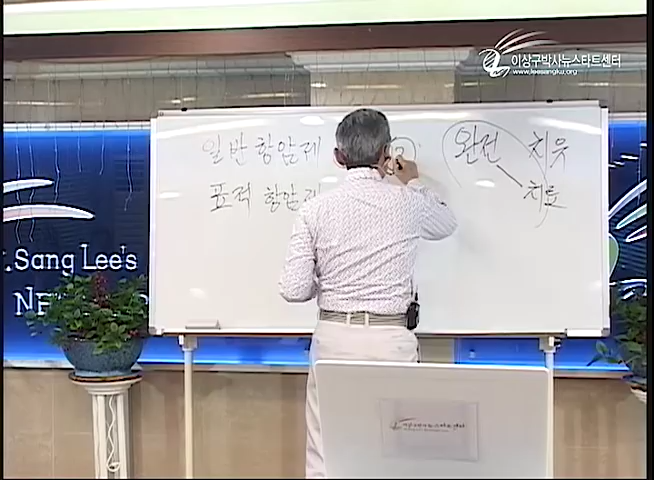 이상구박사뉴스타트센터
www.leesangku.org
일반 항암제 완전 치유
표적 항암제 치료
.Sang Lee's
NE